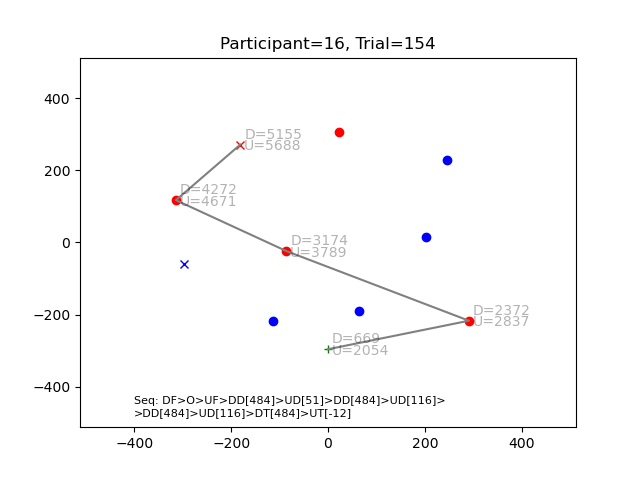 Participant=16, Trial=154
400
200
0
−200
−400
D=5155
U=5688
D=4272
U=4671
D=3174
U=3789
D=2372
U=2837
D=669
U=2054
Seq: DF>O>UF>DD[484]>UD[51]>DD[484]>UD[116]>
>DD[484]>UD[116]>DT[484]>UT[-12]
−400
−200
0
200
400